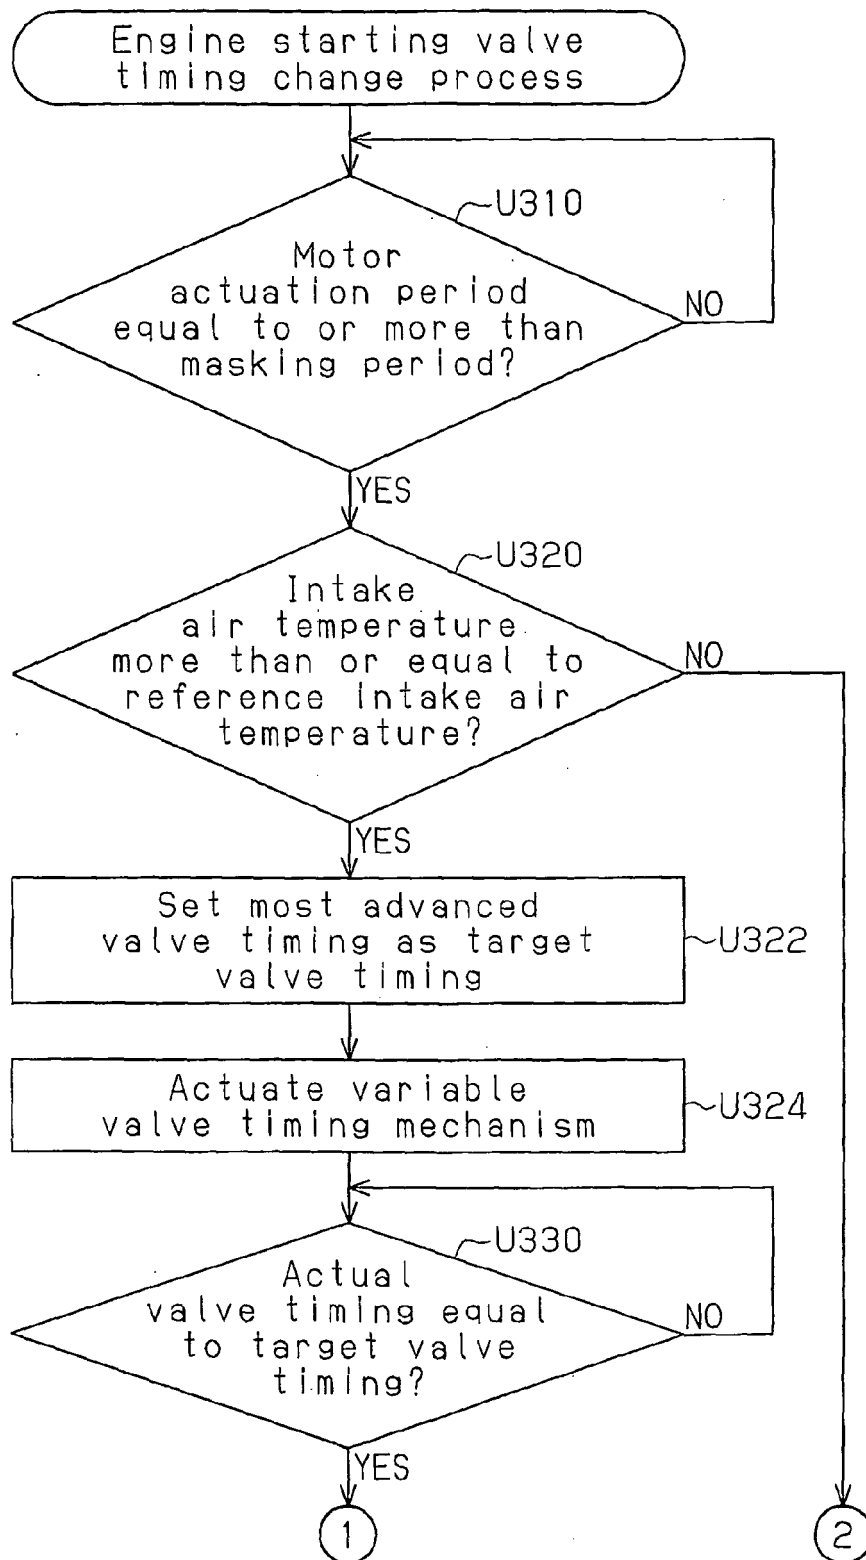 Engine starting valve
timing change process
U310
Motor
actuation period
equal to or more than
masking period?
NO
YES
U320
Intake
air temperature
more than or equal to
reference intake air
temperature?
NO
YES
Set most advanced
valve timing as target
valve timing
U322
Actuate variable
valve timing mechanism
U324
U330
Actual
valve timing equal
to target valve
timing?
NO
YES
1
2